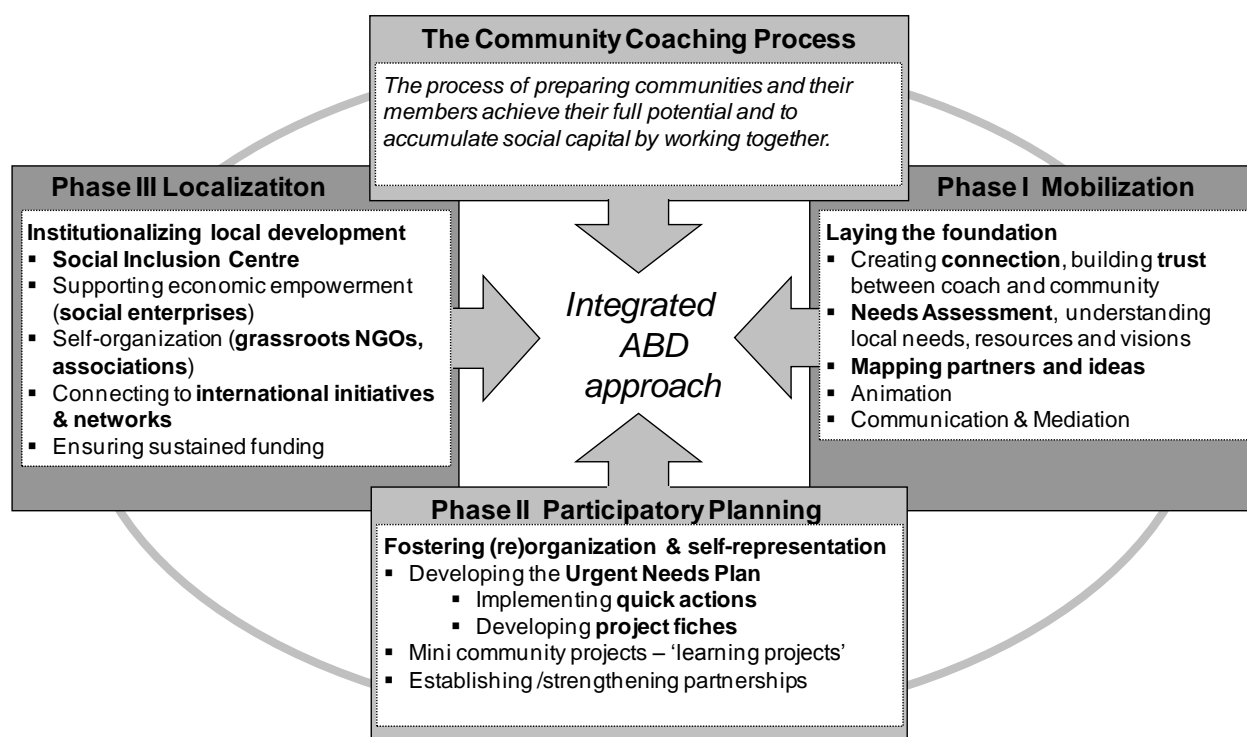 The Community Coaching Process
The process of preparing communities and their
members achieve their full potential and to
accumulate social capital by working together.
Phase III Localizatiton
Institutionalizing local development
▪ Social Inclusion Centre
▪ Supporting economic empowerment
(social enterprises)
▪ Self-organization (grassroots NGOs,
associations)
▪ Connecting to international initiatives
& networks
▪ Ensuring sustained funding
Integrated
ABD
approach
Phase I Mobilization
Laying the foundation
▪ Creating connection, building trust
between coach and community
▪ Needs Assessment, understanding
local needs, resources and visions
▪ Mapping partners and ideas
▪ Animation
▪ Communication & Mediation
Phase II Participatory Planning
Fostering (re)organization & self-representation
▪ Developing the Urgent Needs Plan
▪ Implementing quick actions
▪ Developing project fiches
▪ Mini community projects – ‘learning projects’
▪ Establishing /strengthening partnerships